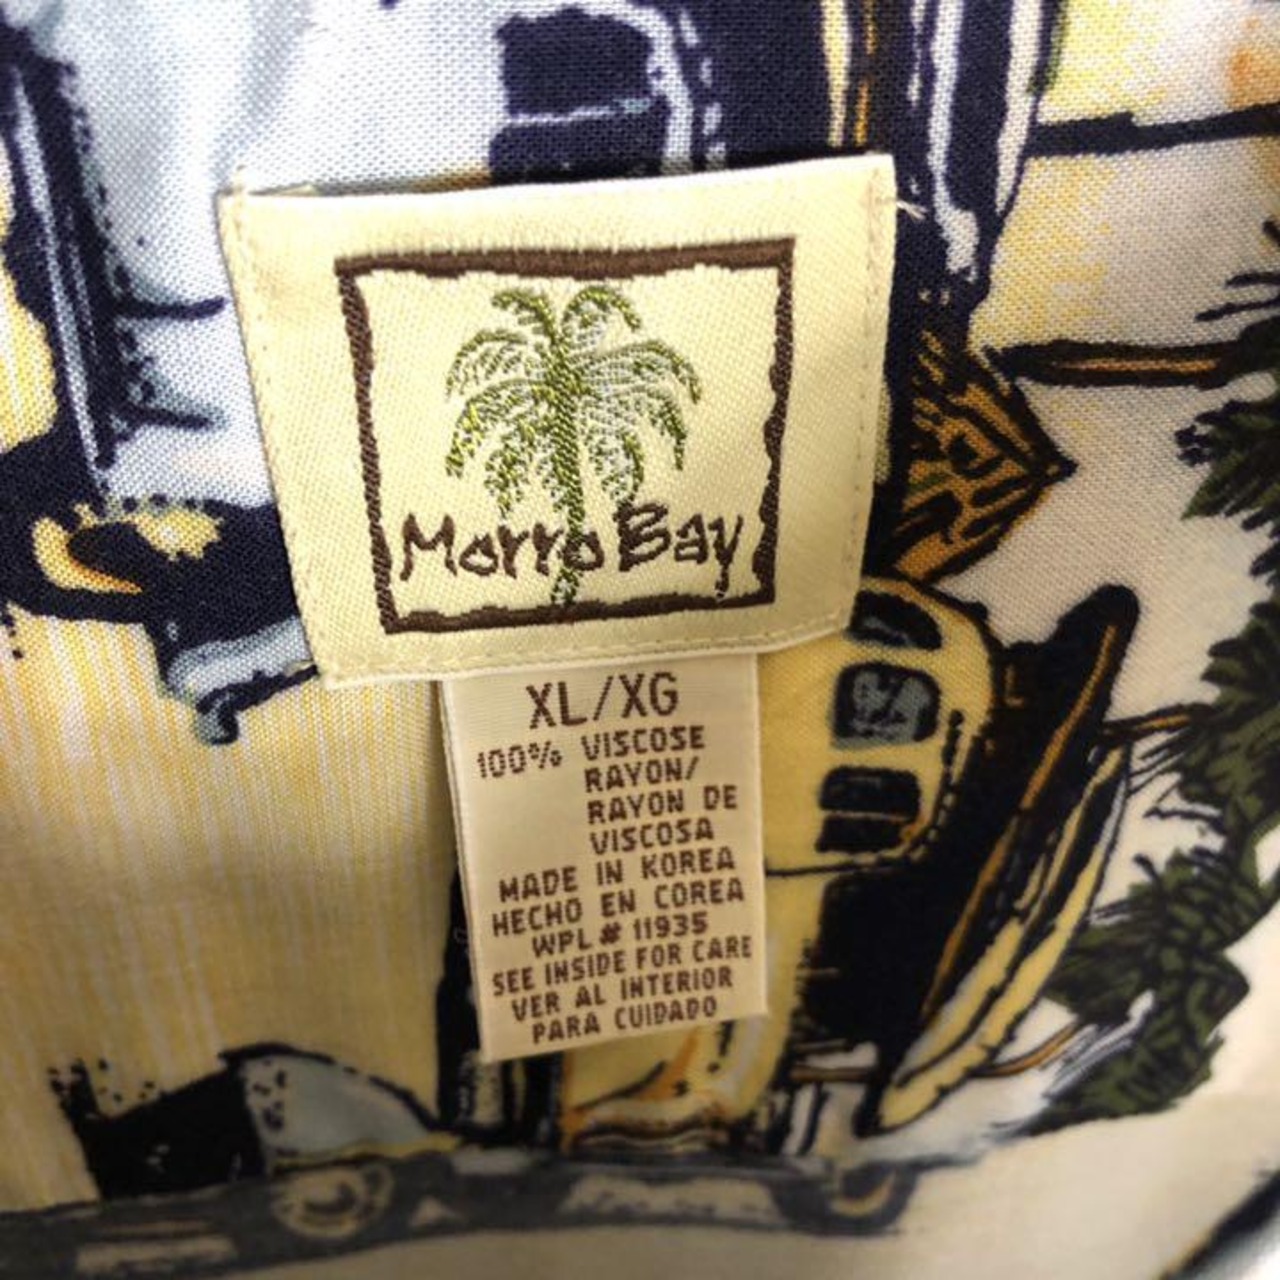 Morro Bay
XL/XG
100% VISCOSE
RAYON/
RAYON DE
VISCOSA
MADE IN KOREA
HECHO EN COREA
WPL # 11935
SEE INSIDE FOR CARE
VER AL INTERIOR
PARA CUIDADO